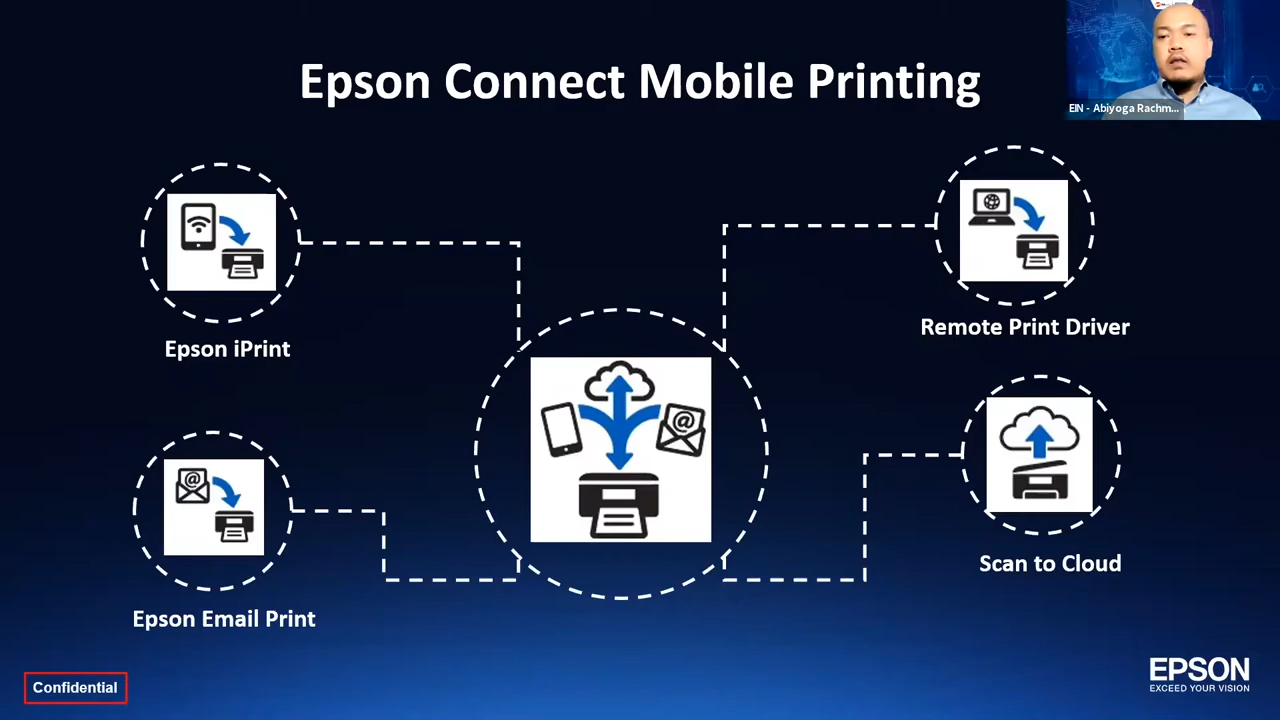 Epson Connect Mobile Printing
EIN - Abiyoga Rachm...
Epson iPrint
Remote Print Driver
@
@
Epson Email Print
Scan to Cloud
Confidential
EPSON
EXCEED YOUR VISION